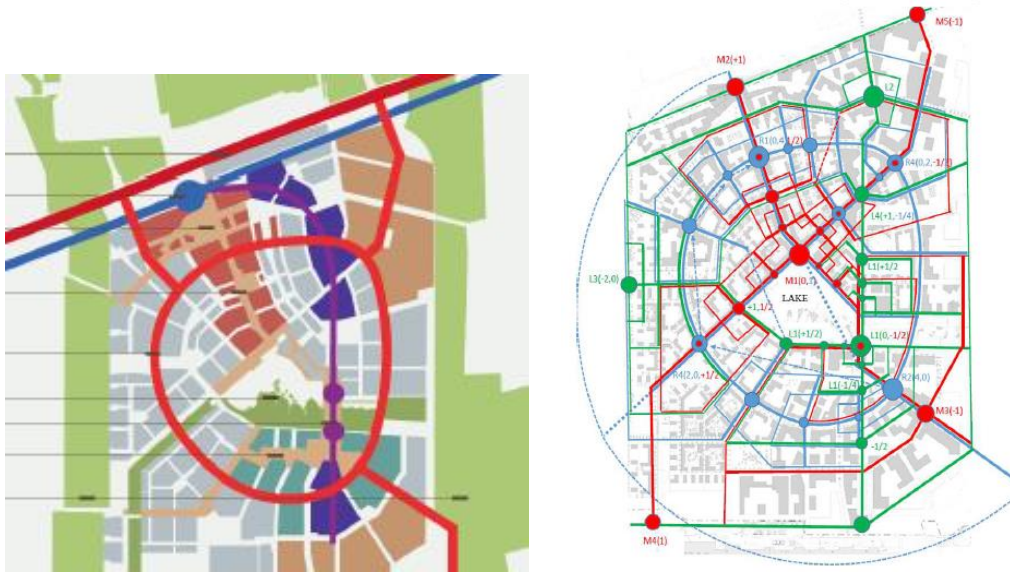 M5(-1)
M2(+1)
L2
R1(0,4,1/2)
R4(0,2,-1/2)
L4(+1,-1/4)
L1(+1/2
M1(0,1)
L3(-2,0)
LAKE
+1,1/2
L1(+1/2)
L1(0,-1/2)
R4(2,0,+1/2)
L1(-1/4)
R2(4,0)
M3(-1)
-1/2
M4(1)